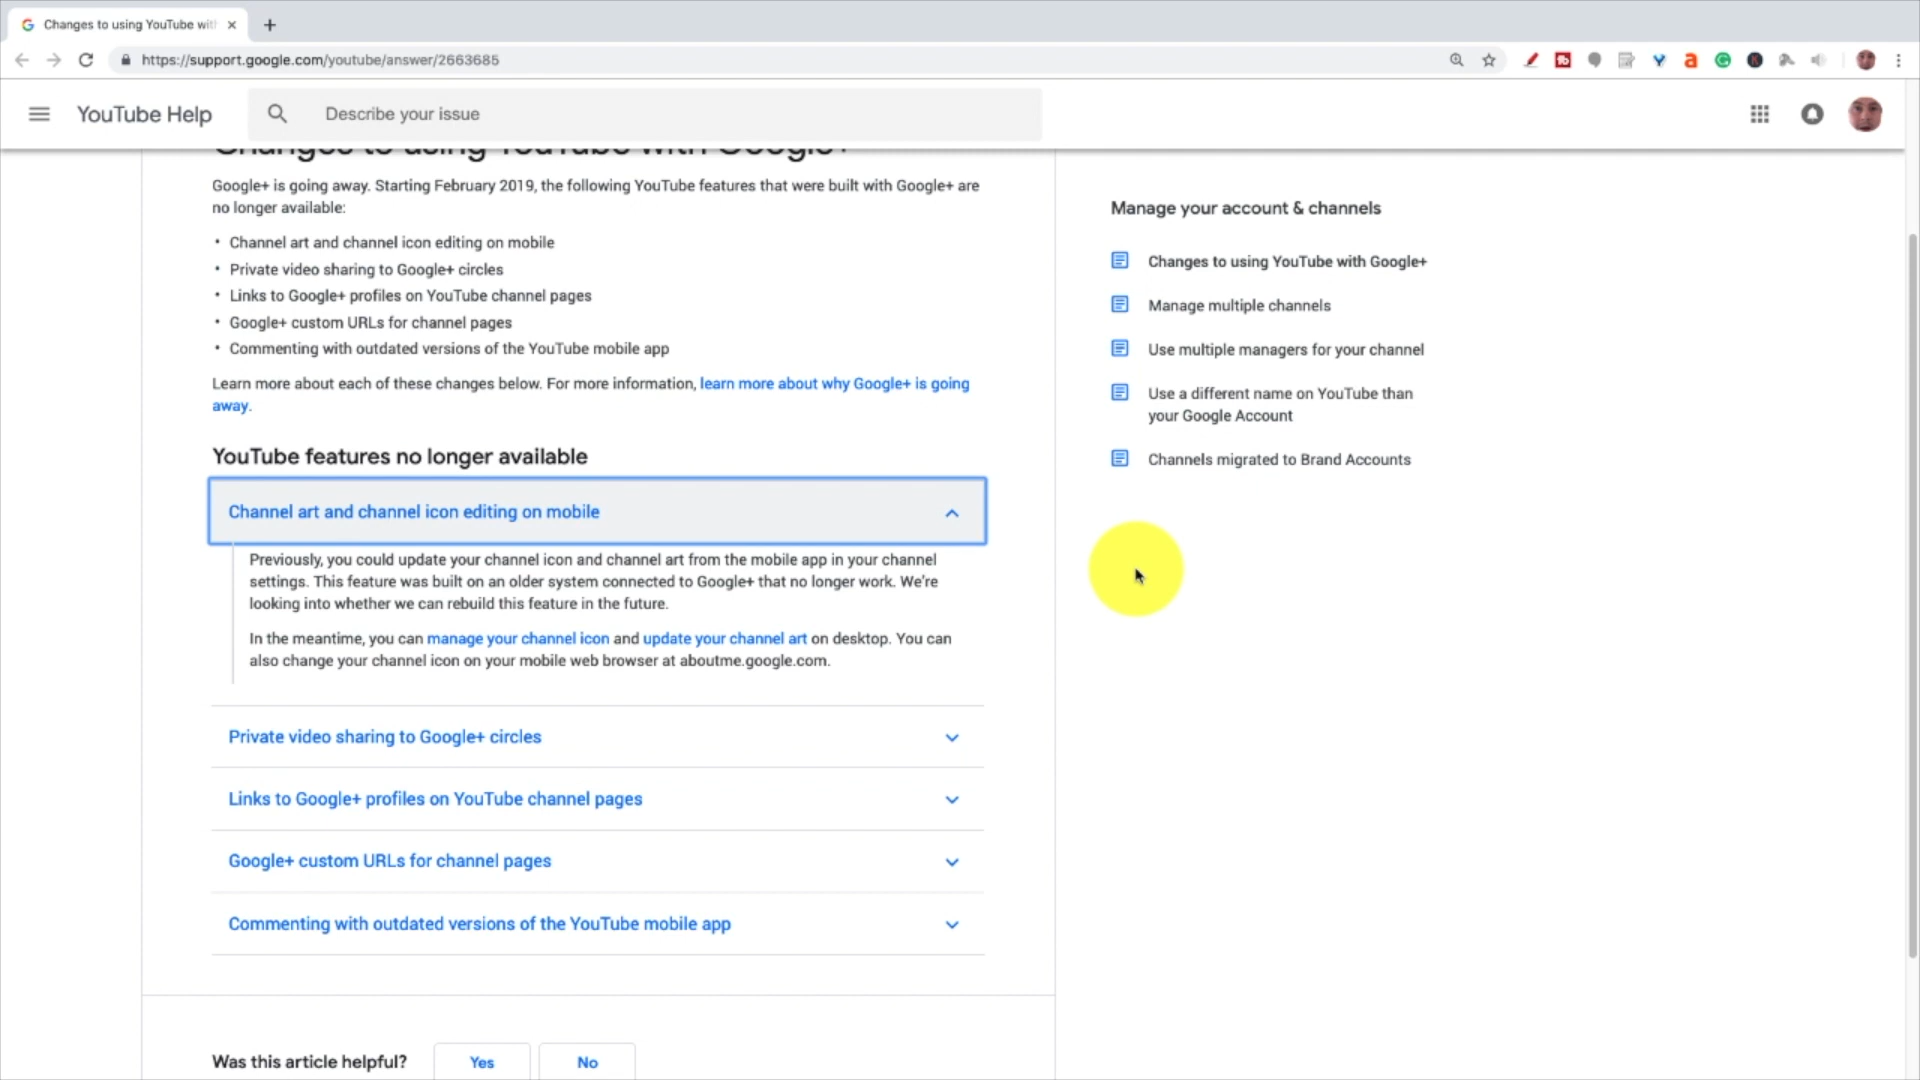 Changes to using YouTube with
https://support.google.com/youtube/answer/2663685
YouTube Help
Describe your issue
Changes to using YouTube with Google+
Google+ is going away. Starting February 2019, the following YouTube features that were built with Google+ are
no longer available:
• Channel art and channel icon editing on mobile
• Private video sharing to Google+ circles
• Links to Google+ profiles on YouTube channel pages
• Google+ custom URLs for channel pages
• Commenting with outdated versions of the YouTube mobile app
Learn more about each of these changes below. For more information, learn more about why Google+ is going
away.
YouTube features no longer available
Channel art and channel icon editing on mobile
Previously, you could update your channel icon and channel art from the mobile app in your channel
settings. This feature was built on an older system connected to Google+ that no longer work. We're
looking into whether we can rebuild this feature in the future.
In the meantime, you can manage your channel icon and update your channel art on desktop. You can
also change your channel icon on your mobile web browser at aboutme.google.com.
Private video sharing to Google+ circles
Links to Google+ profiles on YouTube channel pages
Google+ custom URLs for channel pages
Commenting with outdated versions of the YouTube mobile app
Was this article helpful?
Yes
No
Manage your account & channels
Changes to using YouTube with Google+
Manage multiple channels
Use multiple managers for your channel
Use a different name on YouTube than
your Google Account
Channels migrated to Brand Accounts